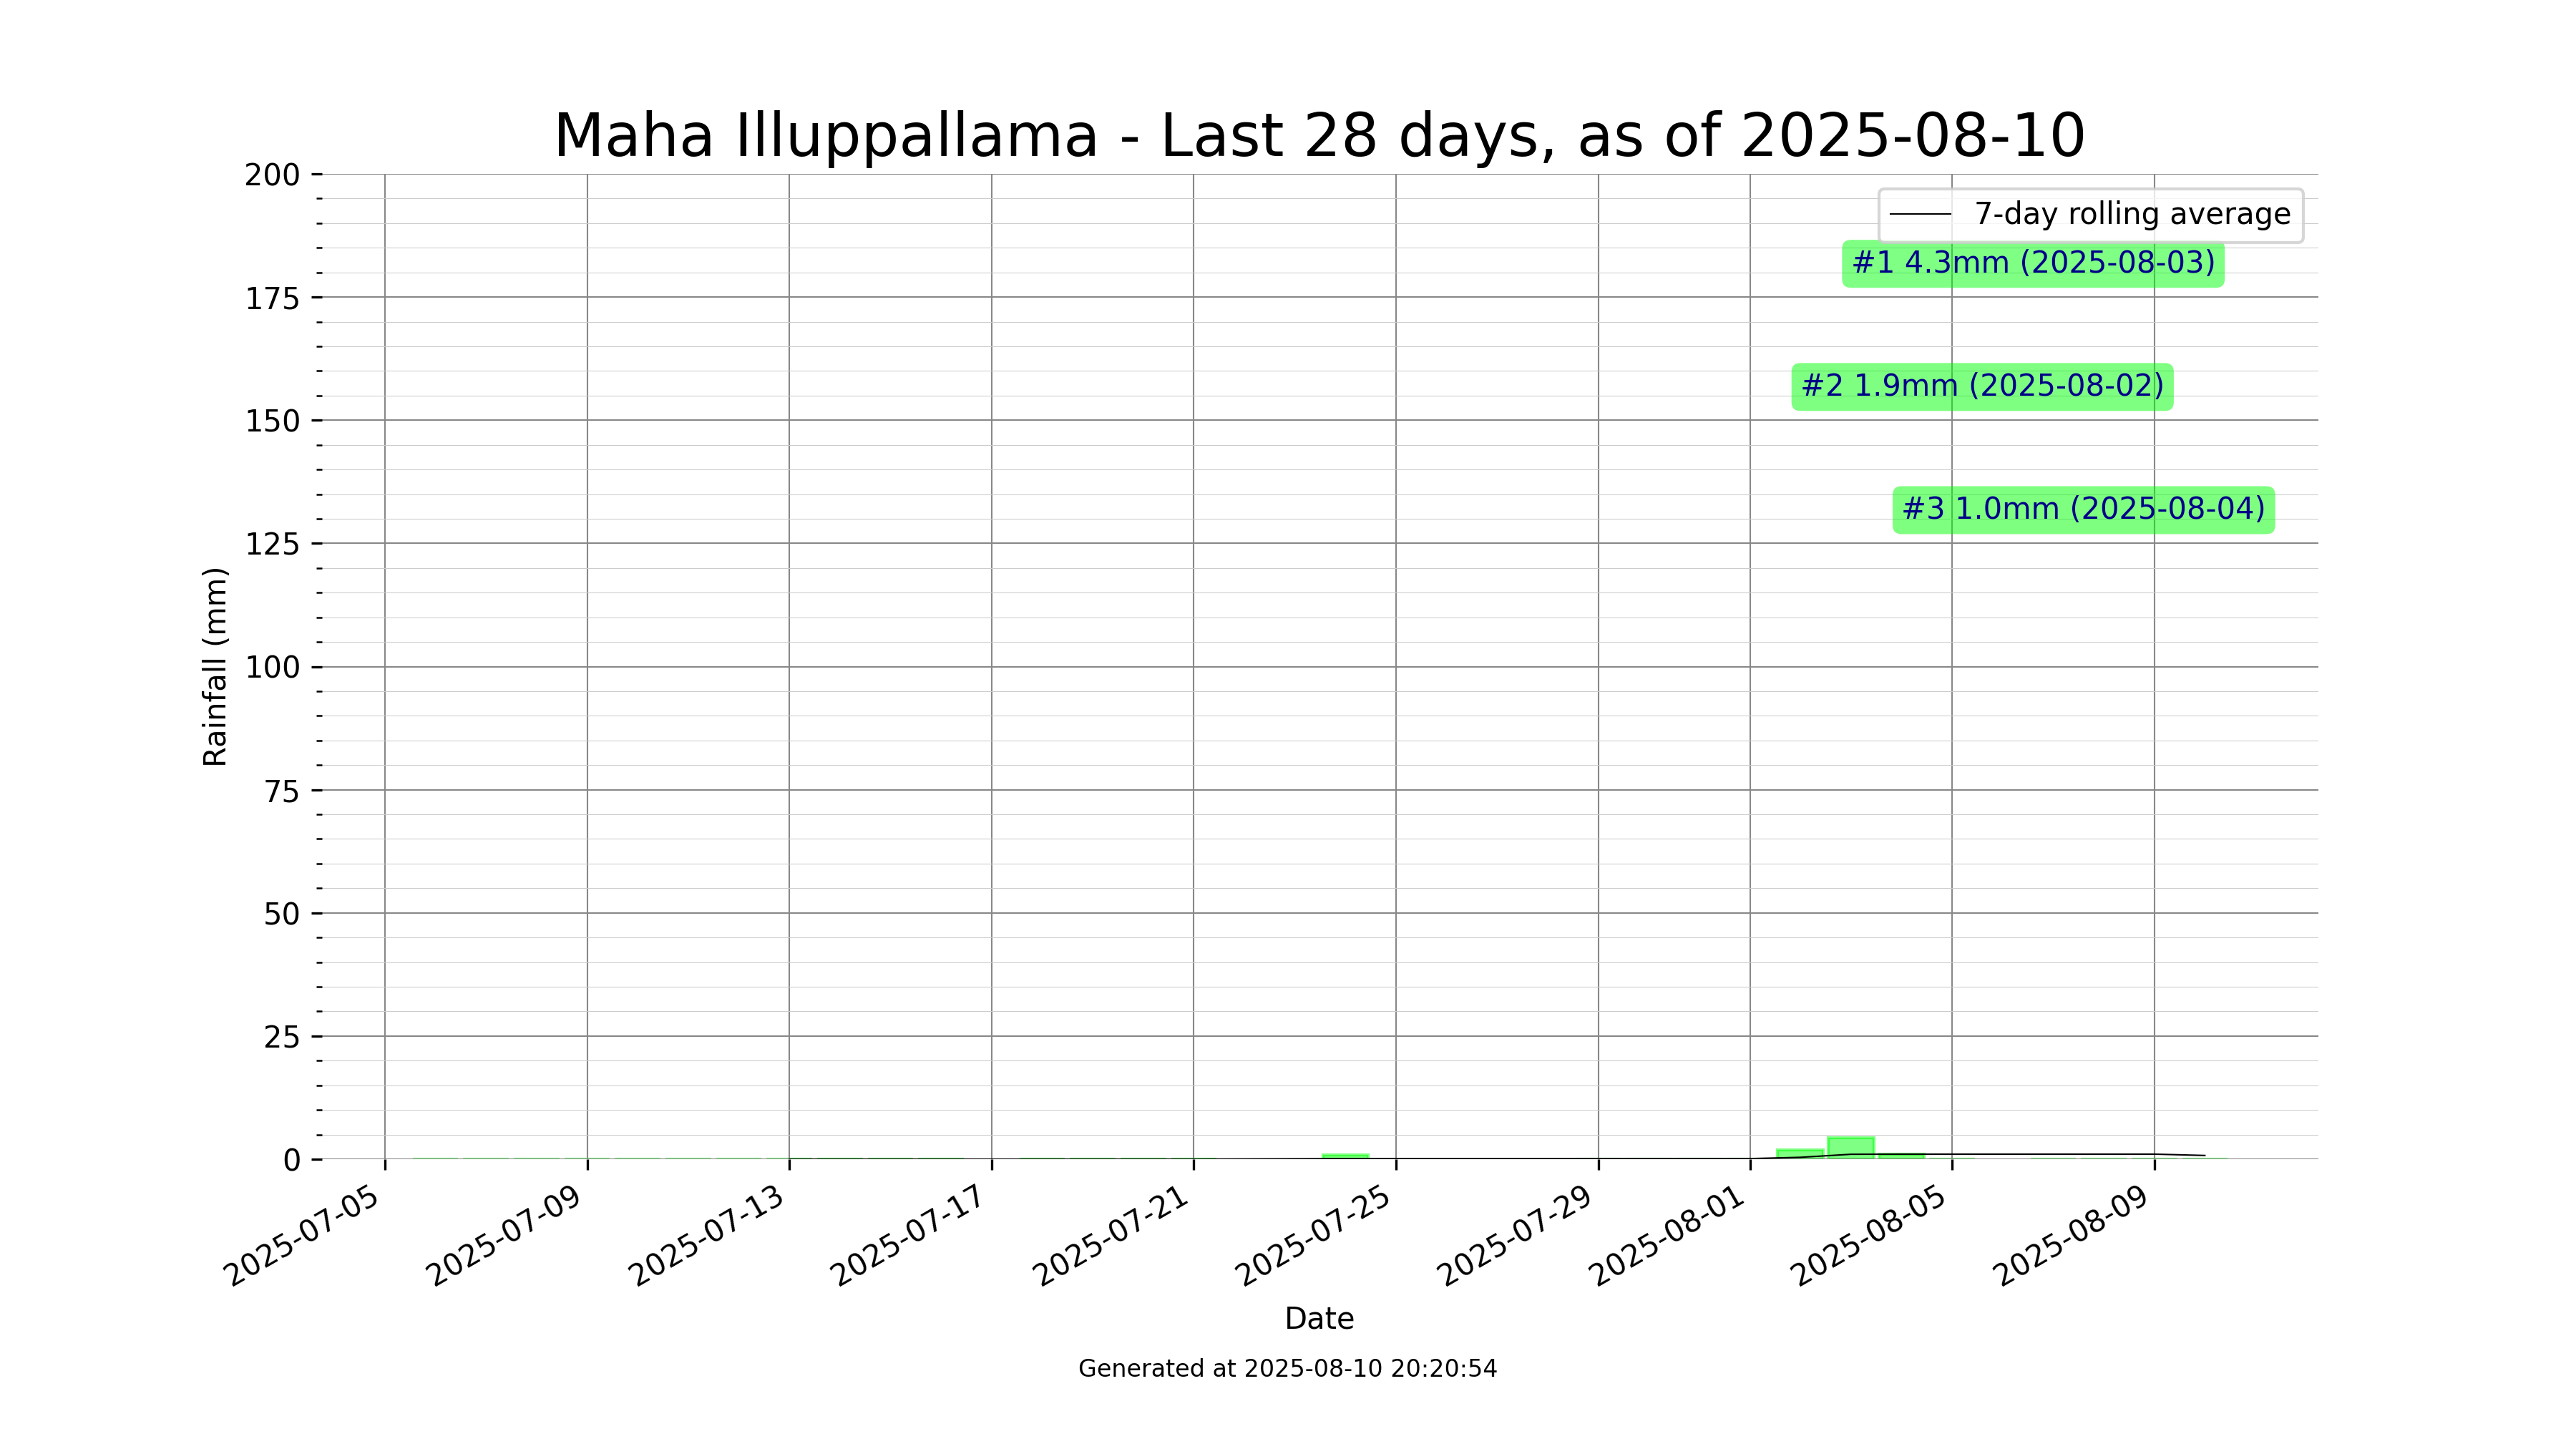 Maha Illuppallama - Last 28 days, as of 2025-08-10
200
175
150
125
100
75
50
25
0
Rainfall (mm)
7-day rolling average
#1 4.3mm (2025-08-03)
#2 1.9mm (2025-08-02)
#3 1.0mm (2025-08-04)
2025-07-05
2025-07-09
2025-07-13
2025-07-17
2025-07-21
2025-07-25
2025-07-29
2025-08-01
2025-08-05
2025-08-09
Date
Generated at 2025-08-10 20:20:54